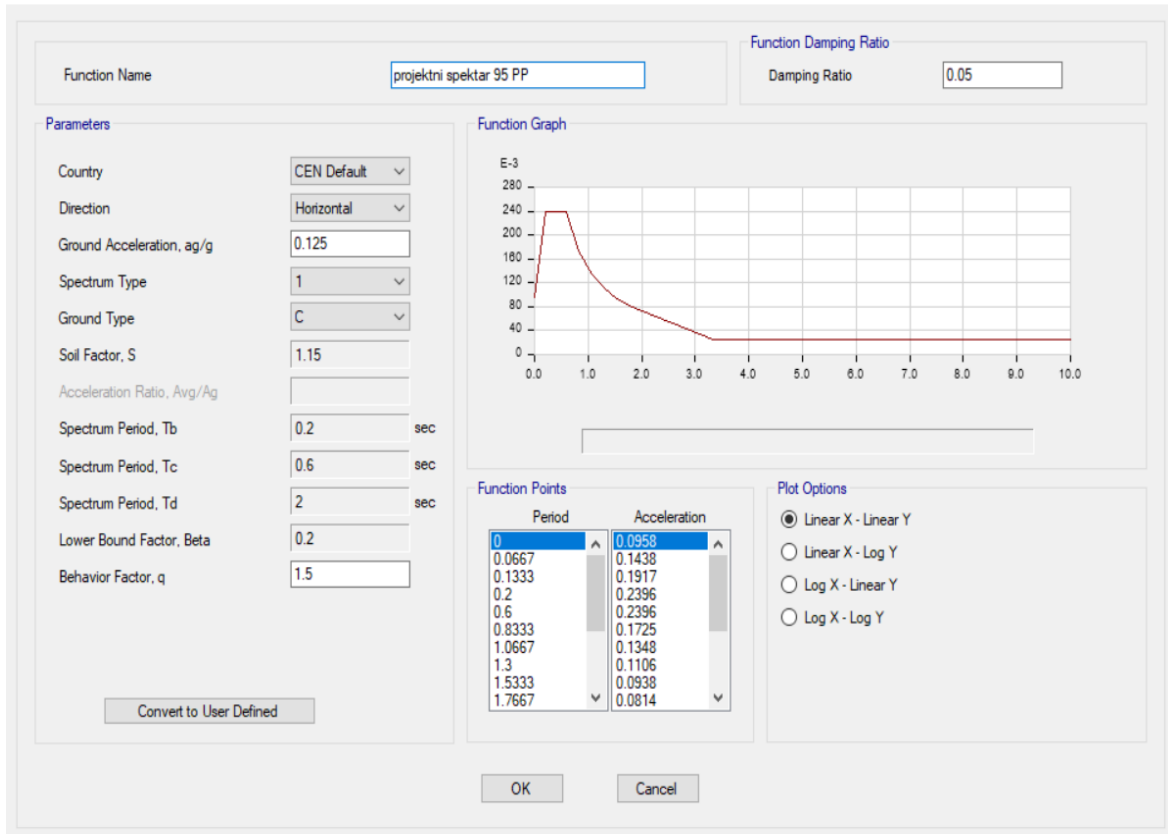 Function Name
projektni spektar 95 PP
Function Damping Ratio
Damping Ratio
0.05
Parameters
Country
CEN Default
Direction
Horizontal
Ground Acceleration, ag/g
0.125
Spectrum Type
1
Ground Type
C
Soil Factor, S
1.15
Acceleration Ratio, Avg/Ag
Spectrum Period, Tb
0.2
sec
Spectrum Period, Tc
0.6
sec
Spectrum Period, Td
2
sec
Lower Bound Factor, Beta
0.2
Behavior Factor, q
1.5
Convert to User Defined
Function Graph
E-3
280
240
200
160
120
80
40
0
0.0 1.0 2.0 3.0 4.0 5.0 6.0 7.0 8.0 9.0 10.0
Function Points
Period Acceleration
0 0.0958
0.0667 0.1438
0.1333 0.1917
0.2 0.2396
0.6 0.2396
0.8333 0.1725
1.0667 0.1348
1.3 0.1106
1.5333 0.0938
1.7667 0.0814
Plot Options
Linear X - Linear Y
Linear X - Log Y
Log X - Linear Y
Log X - Log Y
OK
Cancel